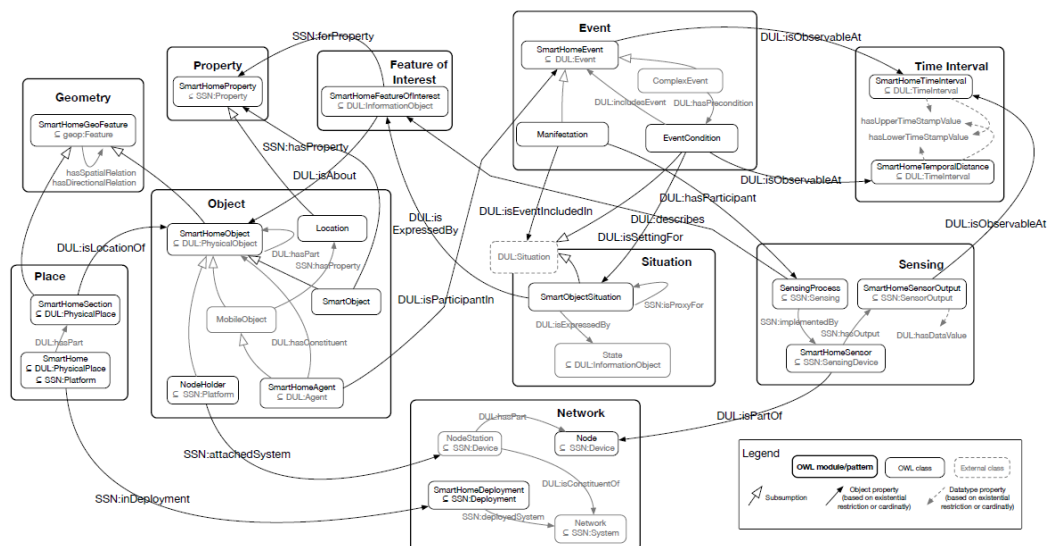 SSN:forProperty
Property
SmartHomeProperty
⊑ SSN:Property
Feature of
Interest
SmartHomeFeatureOfInterest
⊑ DUL:InformationObject
Event
SmartHomeEvent
⊑ DUL:Event
ComplexEvent
DUL:includesEvent
DUL:hasPrecondition
Manifestation
EventCondition
DUL:isObservableAt
Time Interval
SmartHomeTimeInterval
⊑ DUL:TimeInterval
hasUpperTimeStampValue
hasLowerTimeStampValue
SmartHomeTemporalDistance
⊑ DUL:TimeInterval
DUL:isObservableAt
DUL:isObservableAt
Geometry
SmartHomeGeoFeature
⊑ geop:Feature
hasSpatialRelation
hasDirectionalRelation
SSN:hasProperty
DUL:isAbout
Object
SmartHomeObject
⊑ DUL:PhysicalObject
Location
DUL:hasPart
SSN:hasProperty
SmartObject
MobileObject
DUL:hasConstituent
NodeHolder
⊑ SSN:Platform
SmartHomeAgent
⊑ DUL:Agent
DUL:isLocationOf
Place
SmartHomeSection
⊑ DUL:PhysicalPlace
DUL:hasPart
SmartHome
⊑ DUL:PhysicalPlace
⊑ SSN:Platform
DUL:is
ExpressedBy
DUL:isParticipantIn
DUL:isEventIncludedIn
DUL:hasParticipant
DUL:describes
DUL:isSettingFor
DUL:Situation
Situation
SmartObjectSituation
SSN:isProxyFor
DUL:isExpressedBy
State
⊑ DUL:InformationObject
Sensing
SensingProcess
⊑ SSN:Sensing
SmartHomeSensorOutput
⊑ SSN:SensorOutput
SSN:implementedBy
SSN:hasOutput
DUL:hasDataValue
SmartHomeSensor
⊑ SSN:SensingDevice
DUL:isPartOf
Network
DUL:hasPart
NodeStation
⊑ SSN:Device
Node
⊑ SSN:Device
DUL:isConstituentOf
SmartHomeDeployment
⊑ SSN:Deployment
SSN:deployedSystem
Network
⊑ SSN:System
SSN:attachedSystem
SSN:inDeployment
Legend
OWL module/pattern
OWL class
External class
Subsumption
Object property
(based on existential
restriction or cardinatly)
Datatype property
(based on existential
restriction or cardinatly)